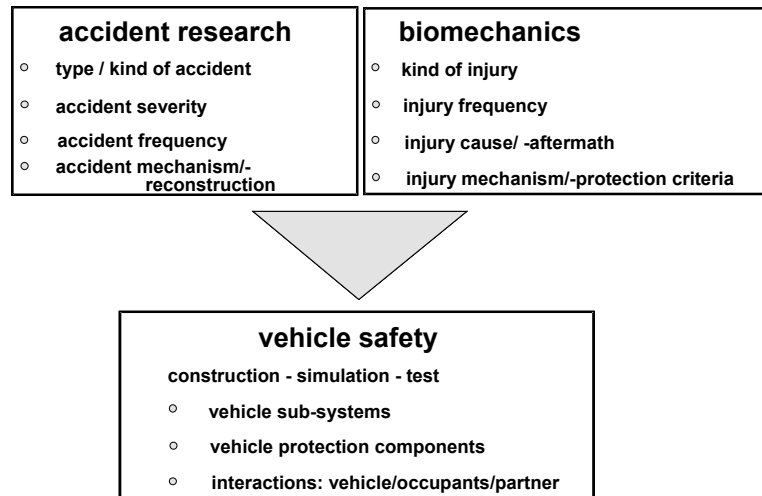 accident research
type / kind of accident
accident severity
accident frequency
accident mechanism/-
reconstruction
biomechanics
kind of injury
injury frequency
injury cause/ -aftermath
injury mechanism/-protection criteria
vehicle safety
construction - simulation - test
vehicle sub-systems
vehicle protection components
interactions: vehicle/occupants/partner